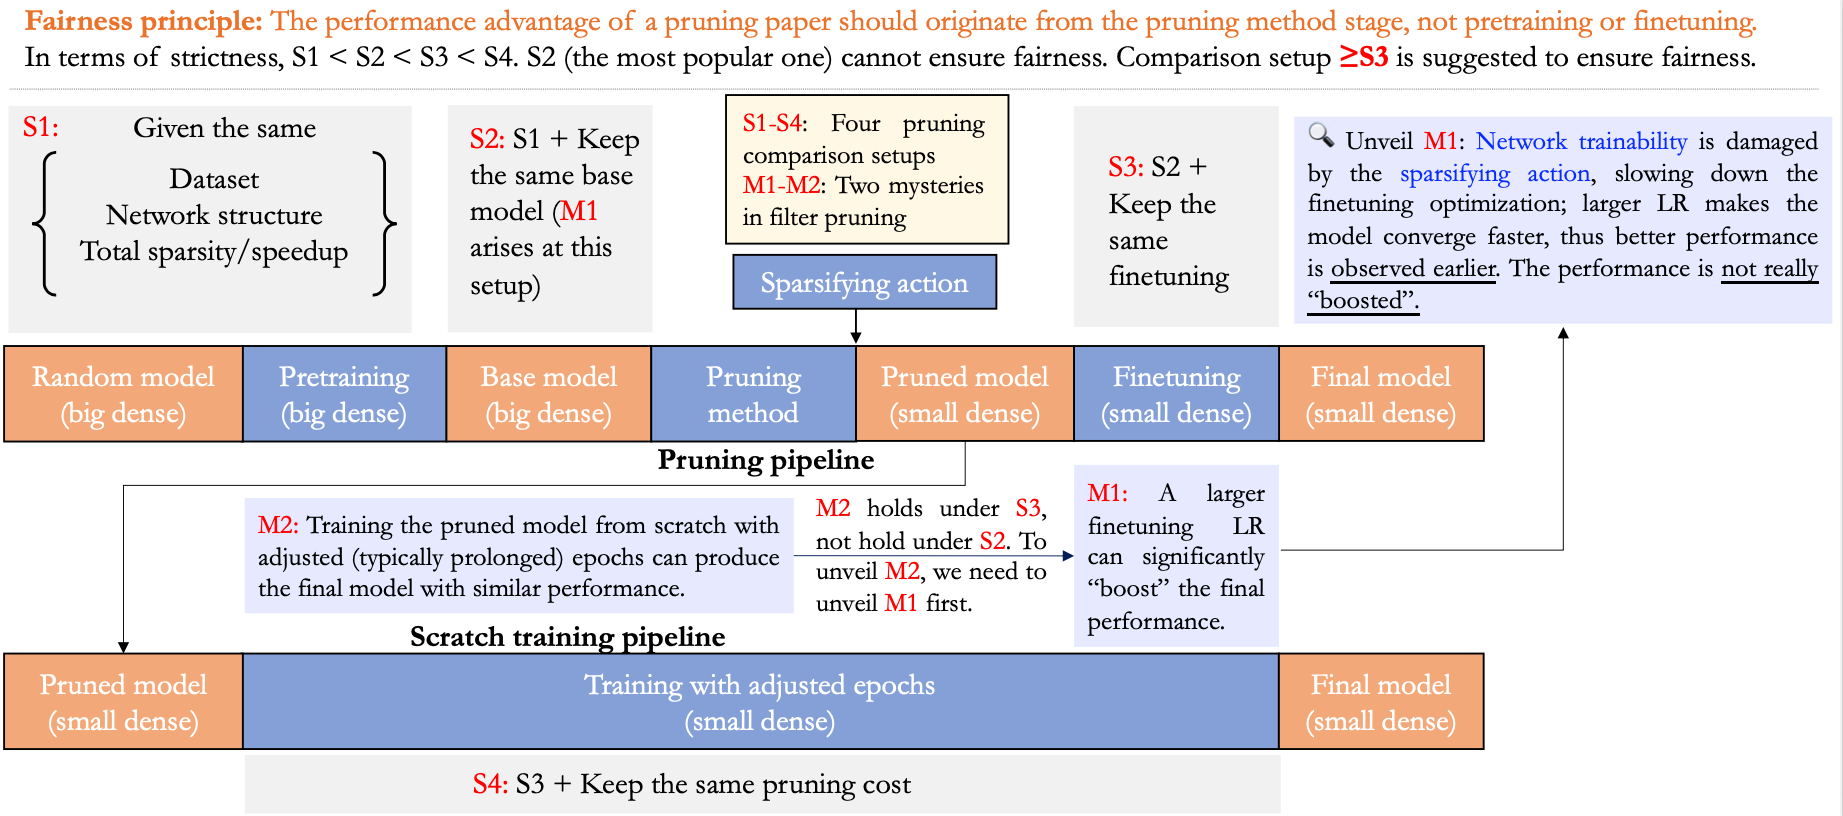 Fairness principle: The performance advantage of a pruning paper should originate from the pruning method stage, not pretraining or finetuning.
In terms of strictness, S1 < S2 < S3 < S4. S2 (the most popular one) cannot ensure fairness. Comparison setup ≥S3 is suggested to ensure fairness.
S1: Given the same
Dataset
Network structure
Total sparsity/speedup
S2: S1 + Keep
the same base
model (M1
arises at this
setup)
S1-S4: Four pruning
comparison setups
M1-M2: Two mysteries
in filter pruning
Sparsifying action
S3: S2 +
Keep the
same
finetuning
Unveil M1: Network trainability is damaged
by the sparsifying action, slowing down the
finetuning optimization; larger LR makes the
model converge faster, thus better performance
is observed earlier. The performance is not really
“boosted”.
Random model
(big dense)
Pretraining
(big dense)
Base model
(big dense)
Pruning
method
Pruned model
(small dense)
Finetuning
(small dense)
Final model
(small dense)
Pruning pipeline
M2: Training the pruned model from scratch with
adjusted (typically prolonged) epochs can produce
the final model with similar performance.
M2 holds under S3,
not hold under S2. To
unveil M2, we need to
unveil M1 first.
M1: A larger
finetuning LR
can significantly
“boost” the final
performance.
Scratch training pipeline
Pruned model
(small dense)
Training with adjusted epochs
(small dense)
Final model
(small dense)
S4: S3 + Keep the same pruning cost